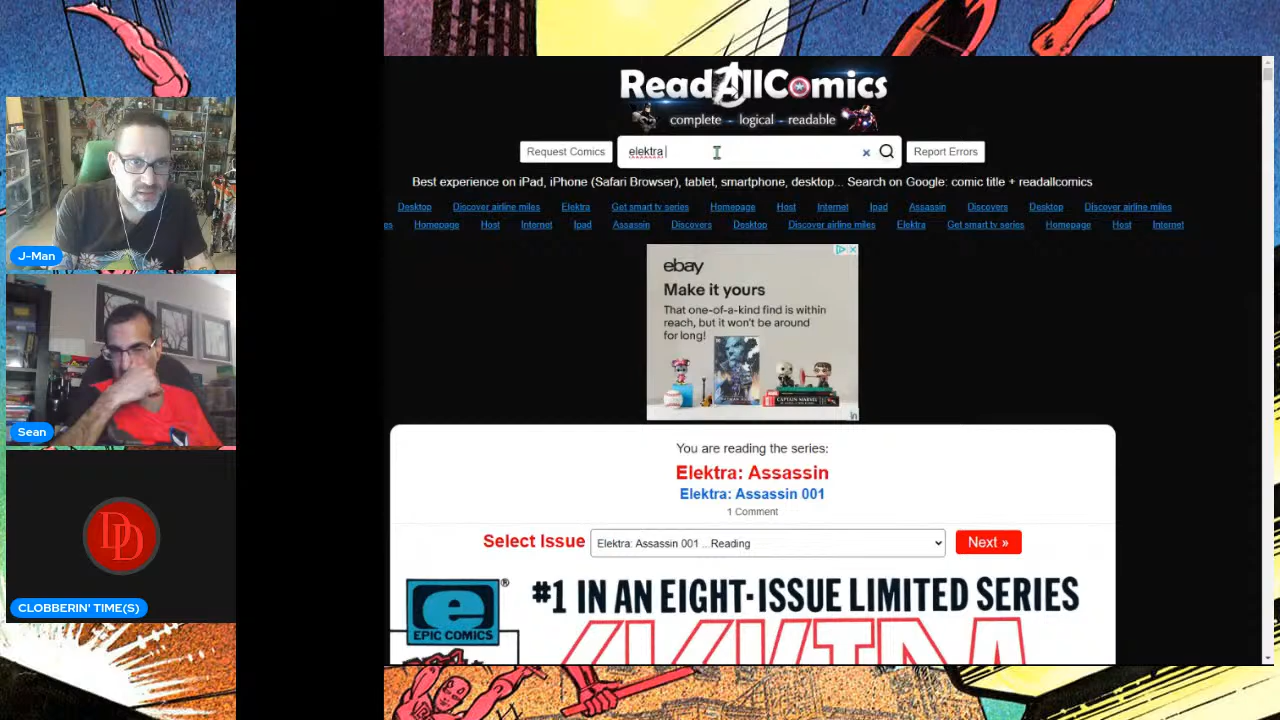 ReadAllComics
complete - logical - readable
Request Comics
elektra
×
Report Errors
Best experience on iPad, iPhone (Safari Browser), tablet, smartphone, desktop... Search on Google: comic title + readallcomics
Desktop Discover airline miles Elektra Get smart tv series Homepage Host Internet Ipad Assassin Discovers Desktop Discover airline miles
es Homepage Host Internet Ipad Assassin Discovers Desktop Discover airline miles Elektra Get smart tv series Homepage Host Internet
ebay
Make it yours
That one-of-a-kind find is within
reach, but it won't be around
for long!
CAPTAIN MARVEL
You are reading the series:
Elektra: Assassin
Elektra: Assassin 001
1 Comment
Select Issue
Elektra: Assassin 001 ...Reading
Next »
e
®
EPIC COMICS
#1 IN AN EIGHT-ISSUE LIMITED SERIES
ELEKTRA
J-Man
Sean
DD
CLOBBERIN' TIME(S)